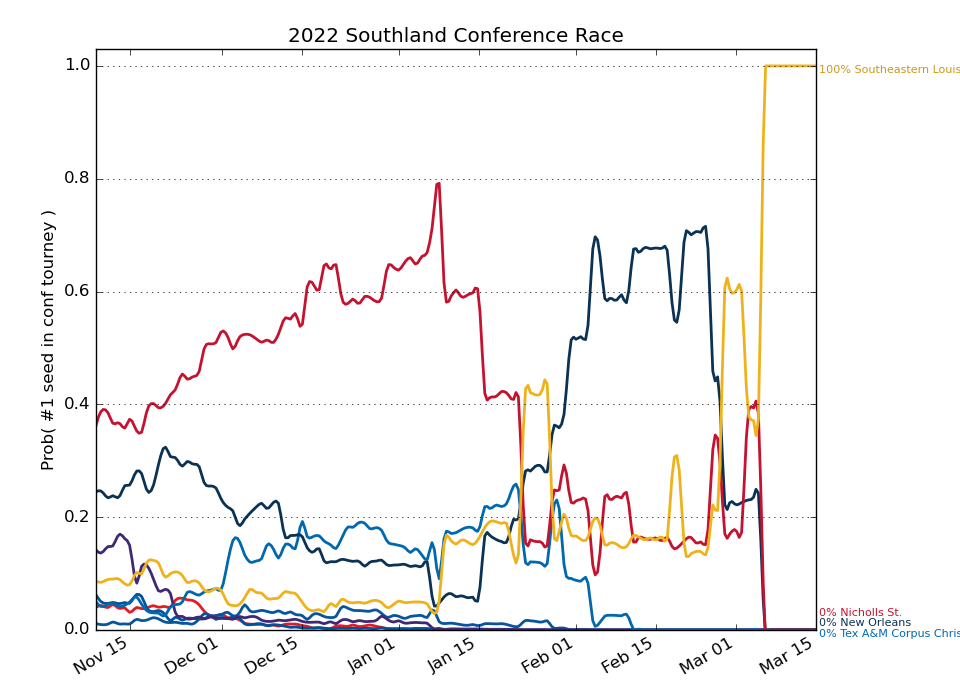 2022 Southland Conference Race
Prob( #1 seed in conf tourney )
1.0
0.8
0.6
0.4
0.2
0.0
Nov 15
Dec 01
Dec 15
Jan 01
Jan 15
Feb 01
Feb 15
Mar 01
Mar 15
100% Southeastern Louis
0% Nicholls St.
0% New Orleans
0% Tex A&M Corpus Chris